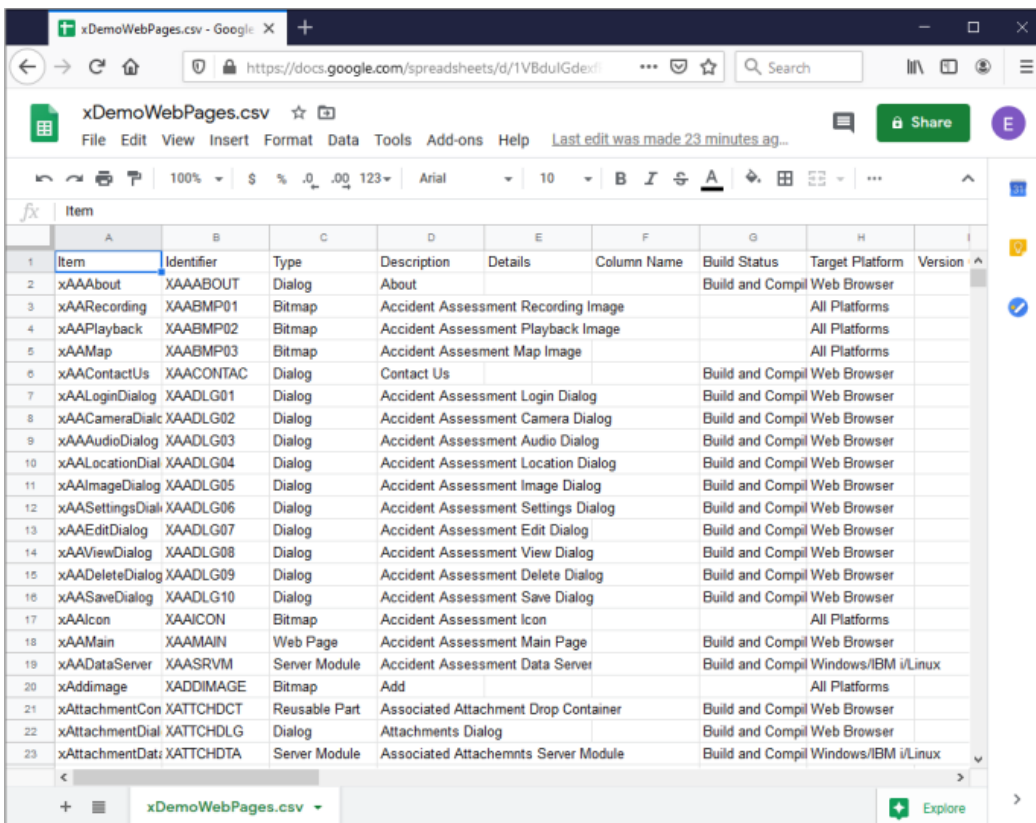 xDemoWebPages.csv - Google
https://docs.google.com/spreadsheets/d/1VBduIGdexf
Search
xDemoWebPages.csv
Share
E
File Edit View Insert Format Data Tools Add-ons Help Last edit was made 23 minutes ag...
100% $ % .0 .00 123 Arial 10 B I S A
fx Item
A B C D E F G H I
1 Item Identifier Type Description Details Column Name Build Status Target Platform Version
2 xAAAbout XAAABOUT Dialog About Build and Compil Web Browser
3 xAARecording XAABMP01 Bitmap Accident Assessment Recording Image All Platforms
4 xAAPlayback XAABMP02 Bitmap Accident Assessment Playback Image All Platforms
5 xAAMap XAABMP03 Bitmap Accident Assesment Map Image All Platforms
6 xAAContactUs XAACONTAC Dialog Contact Us Build and Compil Web Browser
7 xAALoginDialog XAADLG01 Dialog Accident Assessment Login Dialog Build and Compil Web Browser
8 xAACameraDialo XAADLG02 Dialog Accident Assessment Camera Dialog Build and Compil Web Browser
9 xAAAudioDialog XAADLG03 Dialog Accident Assessment Audio Dialog Build and Compil Web Browser
10 xAALocationDial XAADLG04 Dialog Accident Assessment Location Dialog Build and Compil Web Browser
11 xAAImageDialog XAADLG05 Dialog Accident Assessment Image Dialog Build and Compil Web Browser
12 xAASettingsDial XAADLG06 Dialog Accident Assessment Settings Dialog Build and Compil Web Browser
13 xAAEditDialog XAADLG07 Dialog Accident Assessment Edit Dialog Build and Compil Web Browser
14 xAAViewDialog XAADLG08 Dialog Accident Assessment View Dialog Build and Compil Web Browser
15 xAADeleteDialog XAADLG09 Dialog Accident Assessment Delete Dialog Build and Compil Web Browser
16 xAASaveDialog XAADLG10 Dialog Accident Assessment Save Dialog Build and Compil Web Browser
17 xAAIcon XAAICON Bitmap Accident Assessment Icon All Platforms
18 xAAMain XAAMAIN Web Page Accident Assessment Main Page Build and Compil Web Browser
19 xAADataServer XAASRVM Server Module Accident Assessment Data Server Build and Compil Windows/IBM i/Linux
20 xAddimage XADDIMAGE Bitmap Add All Platforms
21 xAttachmentCon XATTCHDCT Reusable Part Associated Attachment Drop Container Build and Compil Web Browser
22 xAttachmentDial XATTCHDLG Dialog Attachments Dialog Build and Compil Web Browser
23 xAttachmentData XATTCHDTA Server Module Associated Attachemnts Server Module Build and Compil Windows/IBM i/Linux
xDemoWebPages.csv
Explore